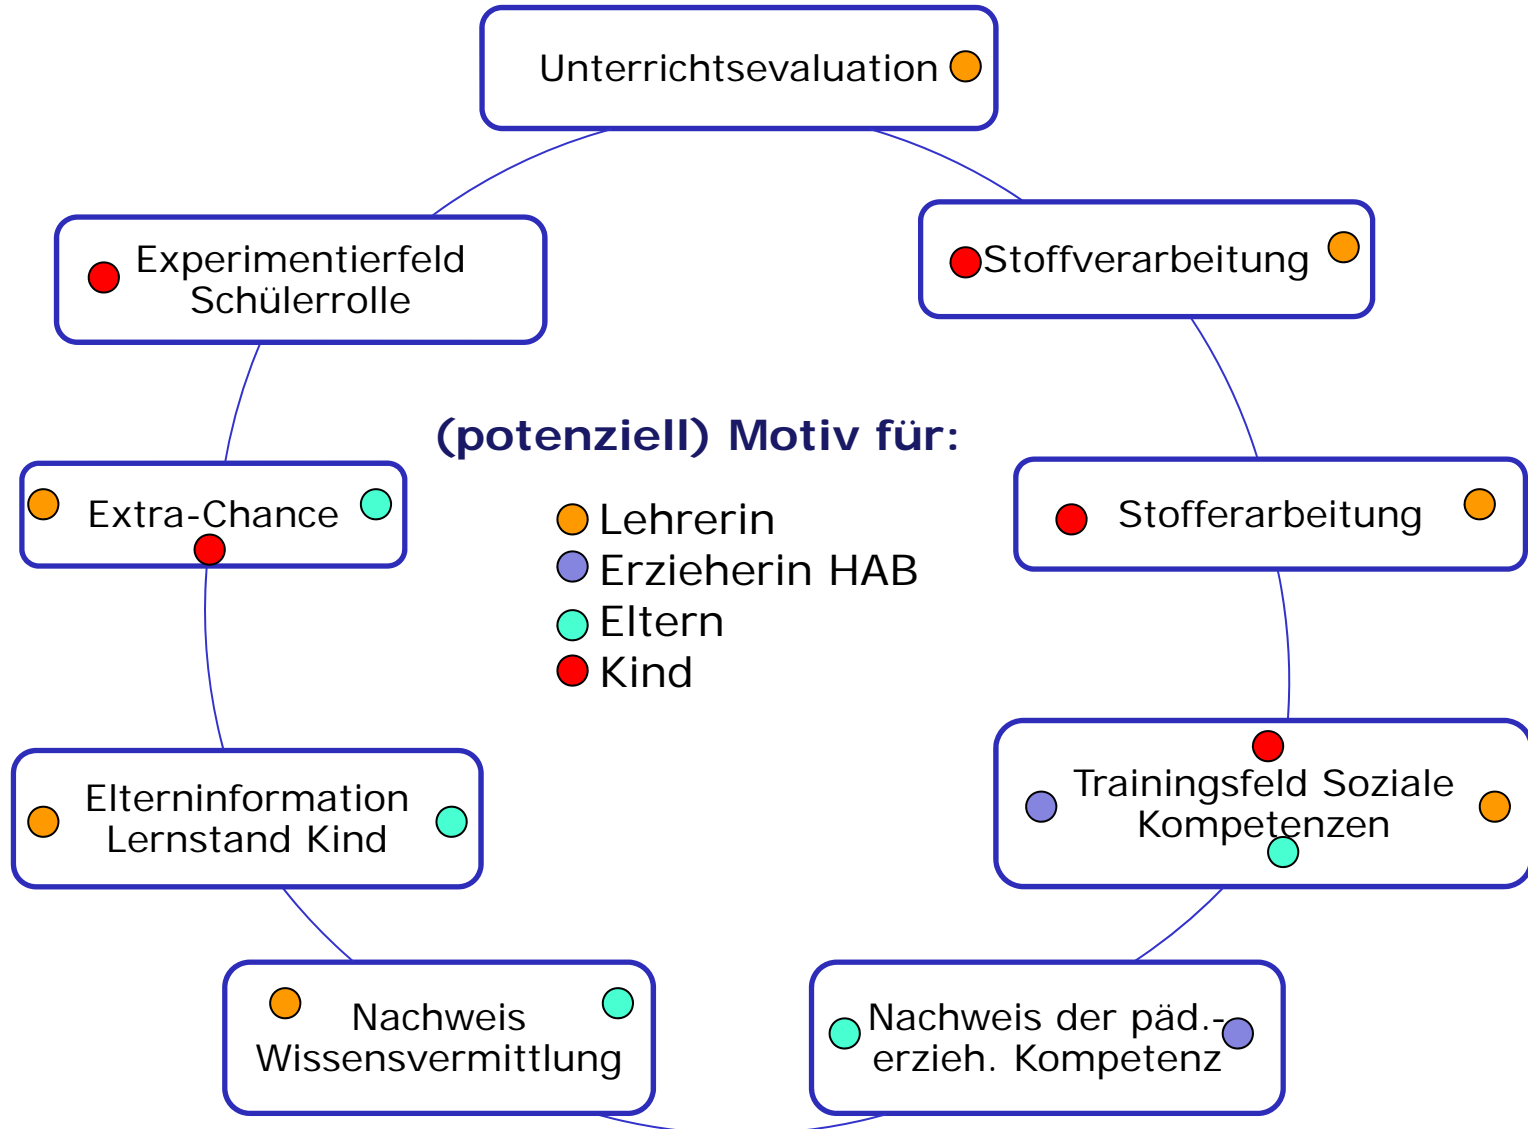 Unterrichtsevaluation
Experimentierfeld
Schülerrolle
Stoffverarbeitung
(potenziell) Motiv für:
Extra-Chance
Lehrerin
Erzieherin HAB
Eltern
Kind
Stofferarbeitung
Elterninformation
Lernstand Kind
Trainingsfeld Soziale
Kompetenzen
Nachweis
Wissensvermittlung
Nachweis der päd.-
erzieh. Kompetenz